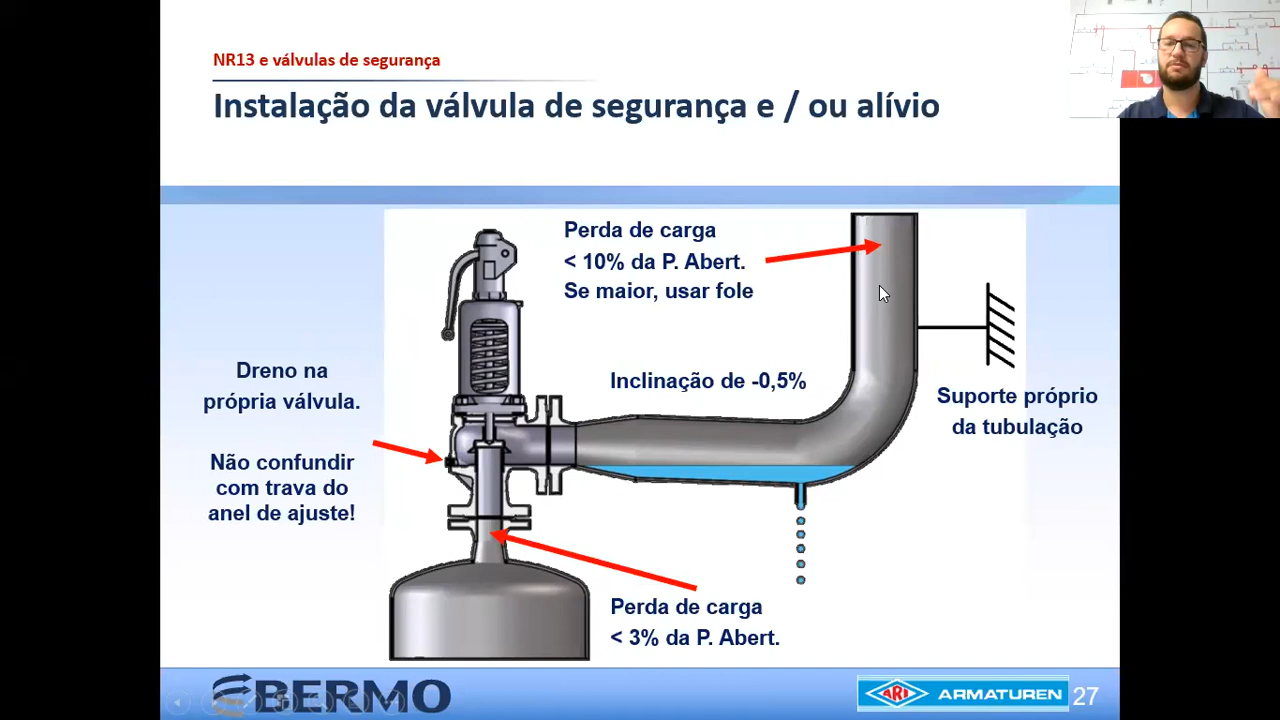 NR13 e válvulas de segurança
Instalação da válvula de segurança e / ou alívio
Perda de carga
< 10% da P. Abert.
Se maior, usar fole
Dreno na
própria válvula.
Não confundir
com trava do
anel de ajuste!
Inclinação de -0,5%
Suporte próprio
da tubulação
Perda de carga
< 3% da P. Abert.
BERMO
ARI ARMATUREN
27